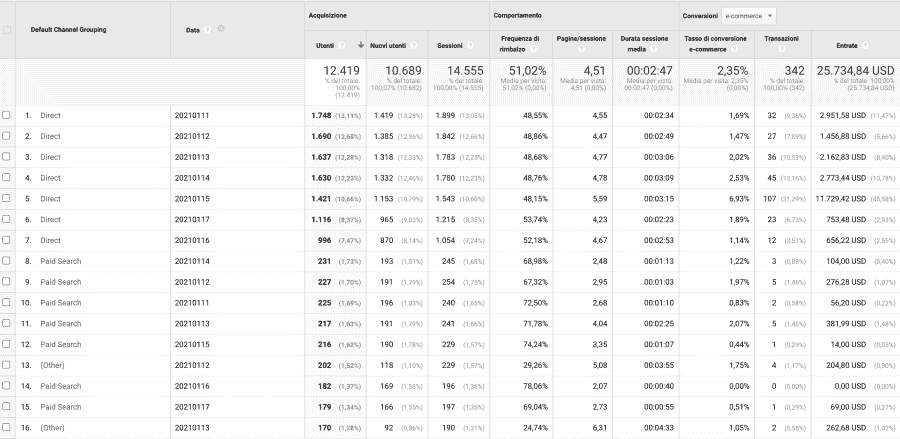 Default Channel Grouping Data Acquisizione Comportamento Conversioni e-commerce
Utenti Nuovi utenti Sessioni Frequenza di rimbalzo Pagine/sessione Durata sessione media Tasso di conversione e-commerce Transazioni Entrate
12.419 10.689 14.555 51,02% 4,51 00:02:47 2,35% 342 25.734,84 USD
% del totale: 100,00% (12.419) % del totale: 100,07% (10.682) % del totale: 100,00% (14.555) Media per vista: 51,02% (0,00%) Media per vista: 4,51 (0,00%) Media per vista: 00:02:47 (0,00%) Media per vista: 2,35% (0,00%) % del totale: 100,00% (342) % del totale: 100,00% (25.734,84 USD)
1. Direct 20210111 1.748 (13,11%) 1.419 (13,28%) 1.899 (13,05%) 48,55% 4,55 00:02:34 1,69% 32 (9,36%) 2.951,58 USD (11,47%)
2. Direct 20210112 1.690 (12,68%) 1.385 (12,96%) 1.842 (12,66%) 48,86% 4,47 00:02:49 1,47% 27 (7,89%) 1.456,88 USD (5,66%)
3. Direct 20210113 1.637 (12,28%) 1.318 (12,33%) 1.783 (12,25%) 48,68% 4,77 00:03:06 2,02% 36 (10,53%) 2.162,83 USD (8,40%)
4. Direct 20210114 1.630 (12,23%) 1.332 (12,46%) 1.780 (12,23%) 48,76% 4,78 00:03:09 2,53% 45 (13,16%) 2.773,44 USD (10,78%)
5. Direct 20210115 1.421 (10,66%) 1.153 (10,79%) 1.543 (10,60%) 48,15% 5,59 00:03:15 6,93% 107 (31,29%) 11.729,42 USD (45,58%)
6. Direct 20210117 1.116 (8,37%) 965 (9,03%) 1.215 (8,35%) 53,74% 4,23 00:02:23 1,89% 23 (6,73%) 753,48 USD (2,93%)
7. Direct 20210116 996 (7,47%) 870 (8,14%) 1.054 (7,24%) 52,18% 4,67 00:02:53 1,14% 12 (3,51%) 656,22 USD (2,55%)
8. Paid Search 20210114 231 (1,73%) 193 (1,81%) 245 (1,68%) 68,98% 2,48 00:01:13 1,22% 3 (0,88%) 104,00 USD (0,40%)
9. Paid Search 20210112 227 (1,70%) 191 (1,79%) 254 (1,75%) 67,32% 2,95 00:01:03 1,97% 5 (1,46%) 276,28 USD (1,07%)
10. Paid Search 20210111 225 (1,69%) 196 (1,83%) 240 (1,65%) 72,50% 2,68 00:01:10 0,83% 2 (0,58%) 56,20 USD (0,22%)
11. Paid Search 20210113 217 (1,63%) 191 (1,79%) 241 (1,66%) 71,78% 4,04 00:02:25 2,07% 5 (1,46%) 381,99 USD (1,48%)
12. Paid Search 20210115 216 (1,62%) 190 (1,78%) 229 (1,57%) 74,24% 3,35 00:01:07 0,44% 1 (0,29%) 14,00 USD (0,05%)
13. (Other) 20210112 202 (1,52%) 118 (1,10%) 229 (1,57%) 29,26% 5,08 00:03:55 1,75% 4 (1,17%) 204,80 USD (0,80%)
14. Paid Search 20210116 182 (1,37%) 169 (1,58%) 196 (1,35%) 78,06% 2,07 00:00:40 0,00% 0 (0,00%) 0,00 USD (0,00%)
15. Paid Search 20210117 179 (1,34%) 166 (1,55%) 197 (1,35%) 69,04% 2,73 00:00:55 0,51% 1 (0,29%) 69,00 USD (0,27%)
16. (Other) 20210113 170 (1,28%) 92 (0,86%) 190 (1,31%) 24,74% 6,31 00:04:33 1,05% 2 (0,58%) 262,68 USD (1,02%)